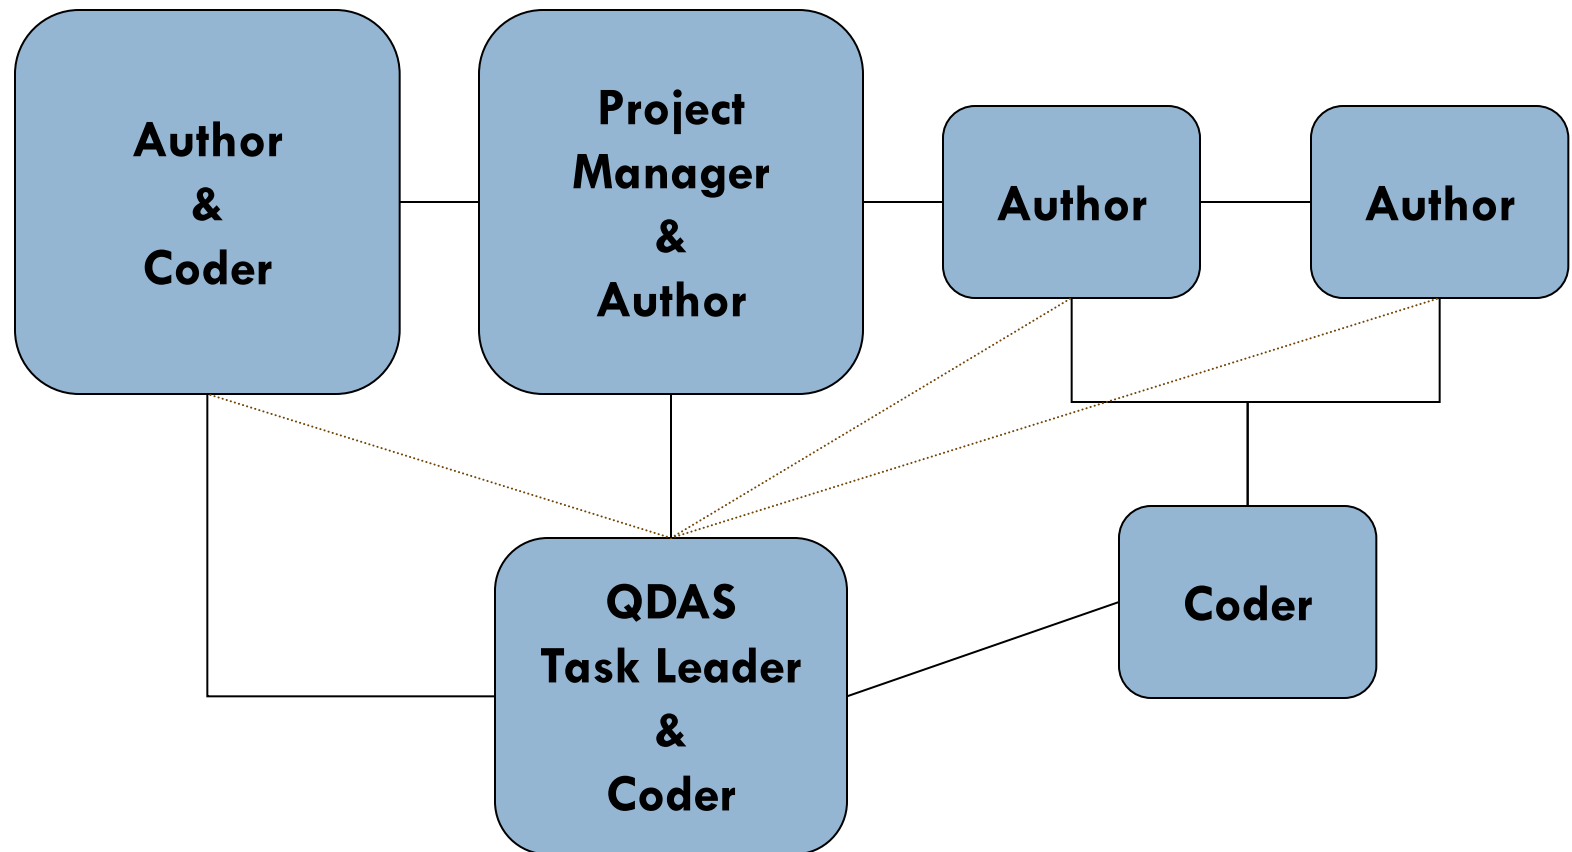 Author
&
Coder
Project
Manager
&
Author
Author
Author
QDAS
Task Leader
&
Coder
Coder